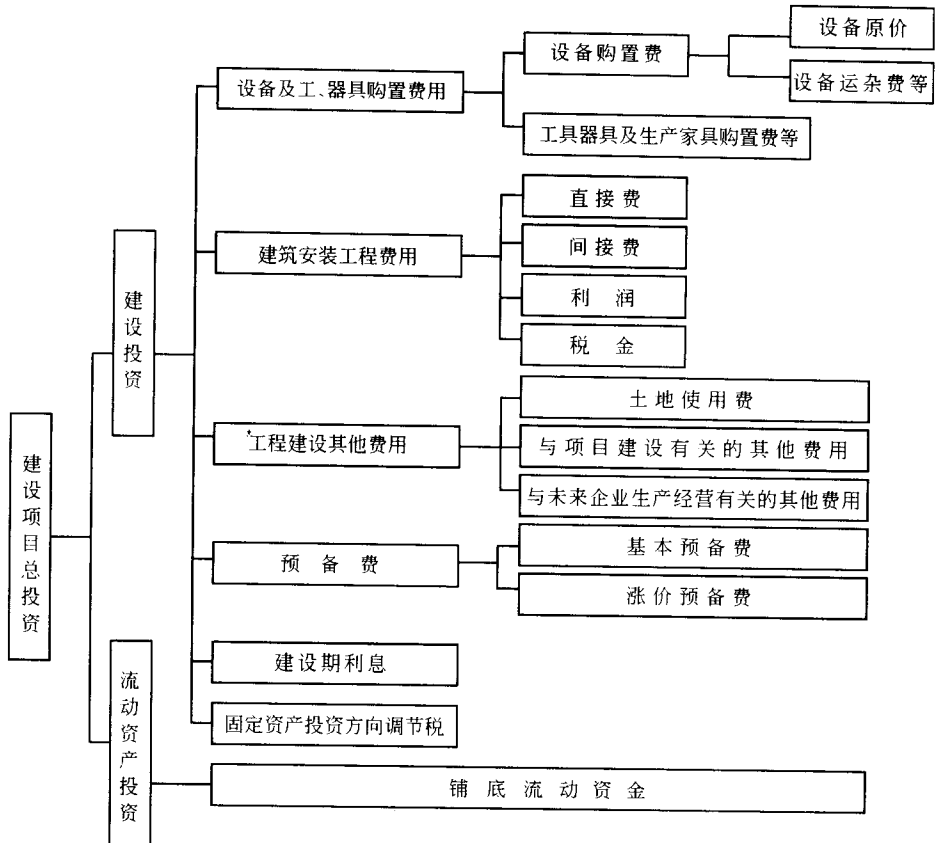 建设项目总投资
建设投资
设备及工、器具购置费用
设备购置费
设备原价
设备运杂费等
工具器具及生产家具购置费等
建筑安装工程费用
直接费
间接费
利润
税金
工程建设其他费用
土地使用费
与项目建设有关的其他费用
与未来企业生产经营有关的其他费用
预备费
基本预备费
涨价预备费
建设期利息
固定资产投资方向调节税
流动资产投资
铺底流动资金